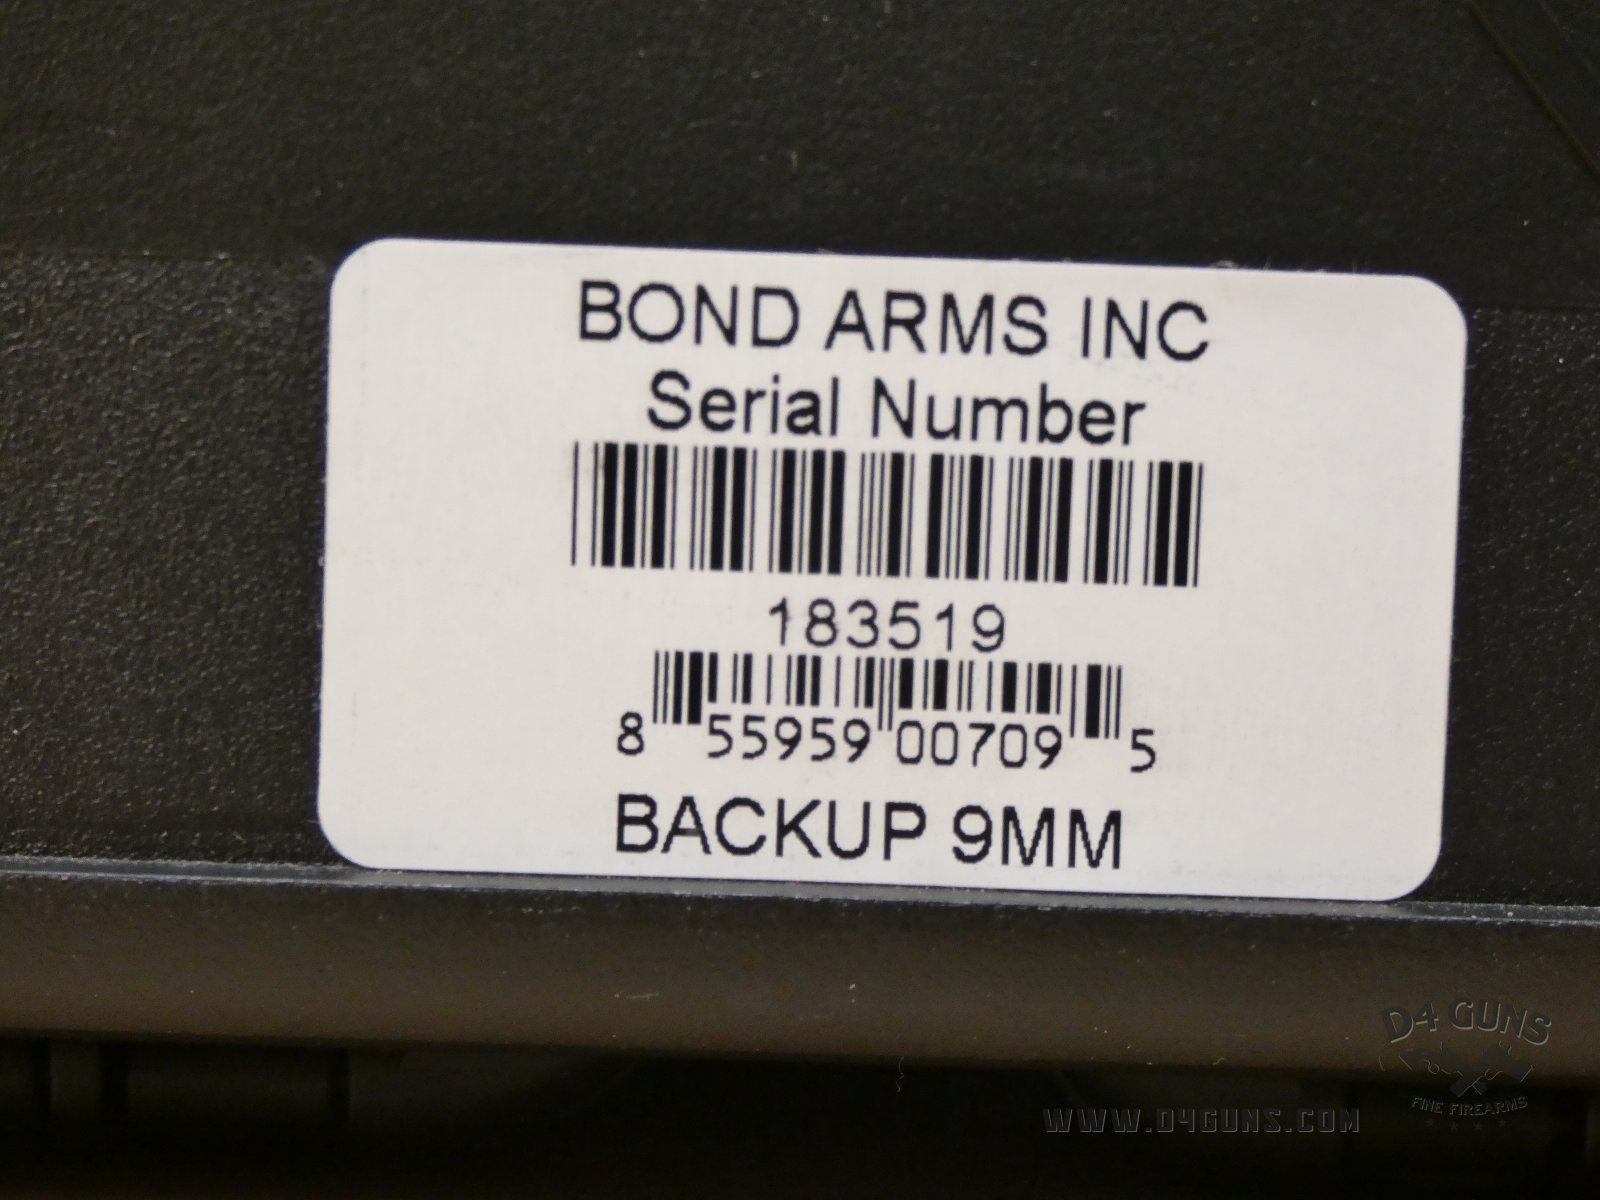 BOND ARMS INC
Serial Number
183519
8 55959 00709 5
BACKUP 9MM
D4 GUNS
FINE FIREARMS
WWW.D4GUNS.COM